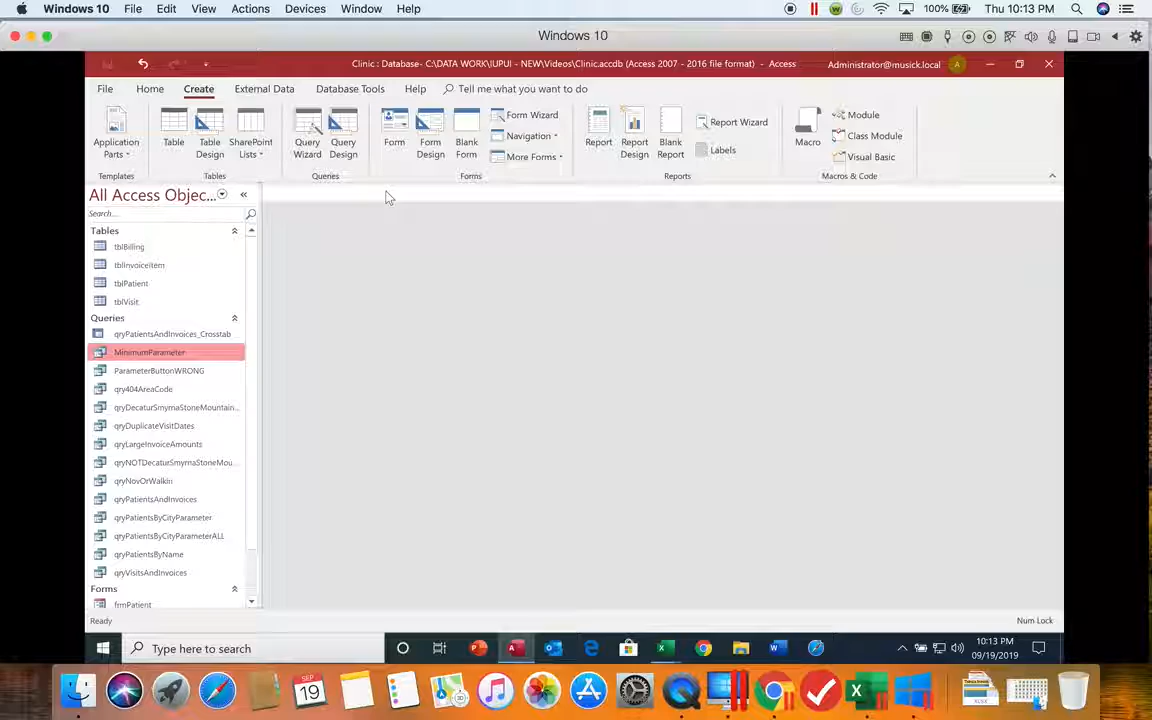 Windows 10 File Edit View Actions Devices Window Help 100% Thu 10:13 PM
Windows 10
Clinic : Database- C:\DATA WORK\IUPUI - NEW\Videos\Clinic.accdb (Access 2007 - 2016 file format) - Access Administrator@musick.local A
File Home Create External Data Database Tools Help Tell me what you want to do
Application Parts
Templates
Table
Table Design
SharePoint Lists
Tables
Query Wizard
Query Design
Queries
Form
Form Design
Blank Form
Form Wizard
Navigation
More Forms
Forms
Report
Report Design
Blank Report
Report Wizard
Labels
Reports
Macro
Module
Class Module
Visual Basic
Macros & Code
All Access Objec...
Search...
Tables
tblBilling
tblInvoiceItem
tblPatient
tblVisit
Queries
qryPatientsAndInvoices_Crosstab
MinimumParameter
ParameterButtonWRONG
qry404AreaCode
qryDecaturSmyrnaStoneMountain...
qryDuplicateVisitDates
qryLargeInvoiceAmounts
qryNOTDecaturSmyrnaStoneMou...
qryNovOrWalkin
qryPatientsAndInvoices
qryPatientsByCityParameter
qryPatientsByCityParameterALL
qryPatientsByName
qryVisitsAndInvoices
Forms
frmPatient
Ready
Num Lock
Type here to search
10:13 PM
09/19/2019
SEP
19
XLSX